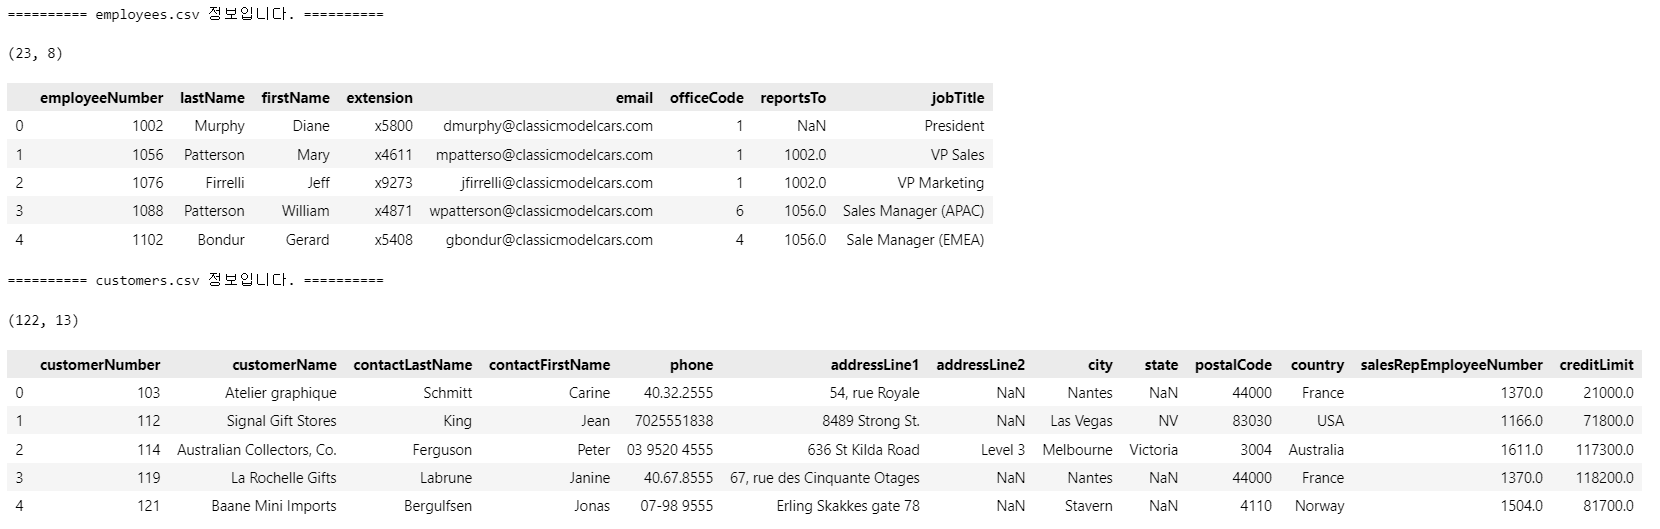 ========== employees.csv 정보입니다. ==========
(23, 8)
employeeNumber lastName firstName extension email officeCode reportsTo jobTitle
0 1002 Murphy Diane x5800 dmurphy@classicmodelcars.com 1 NaN President
1 1056 Patterson Mary x4611 mpatterso@classicmodelcars.com 1 1002.0 VP Sales
2 1076 Firrelli Jeff x9273 jfirrelli@classicmodelcars.com 1 1002.0 VP Marketing
3 1088 Patterson William x4871 wpatterson@classicmodelcars.com 6 1056.0 Sales Manager (APAC)
4 1102 Bondur Gerard x5408 gbondur@classicmodelcars.com 4 1056.0 Sale Manager (EMEA)
========== customers.csv 정보입니다. ==========
(122, 13)
customerNumber customerName contactLastName contactFirstName phone addressLine1 addressLine2 city state postalCode country salesRepEmployeeNumber creditLimit
0 103 Atelier graphique Schmitt Carine 40.32.2555 54, rue Royale NaN Nantes NaN 44000 France 1370.0 21000.0
1 112 Signal Gift Stores King Jean 7025551838 8489 Strong St. NaN Las Vegas NV 83030 USA 1166.0 71800.0
2 114 Australian Collectors, Co. Ferguson Peter 03 9520 4555 636 St Kilda Road Level 3 Melbourne Victoria 3004 Australia 1611.0 117300.0
3 119 La Rochelle Gifts Labrune Janine 40.67.8555 67, rue des Cinquante Otages NaN Nantes NaN 44000 France 1370.0 118200.0
4 121 Baane Mini Imports Bergulfsen Jonas 07-98 9555 Erling Skakkes gate 78 NaN Stavern NaN 4110 Norway 1504.0 81700.0